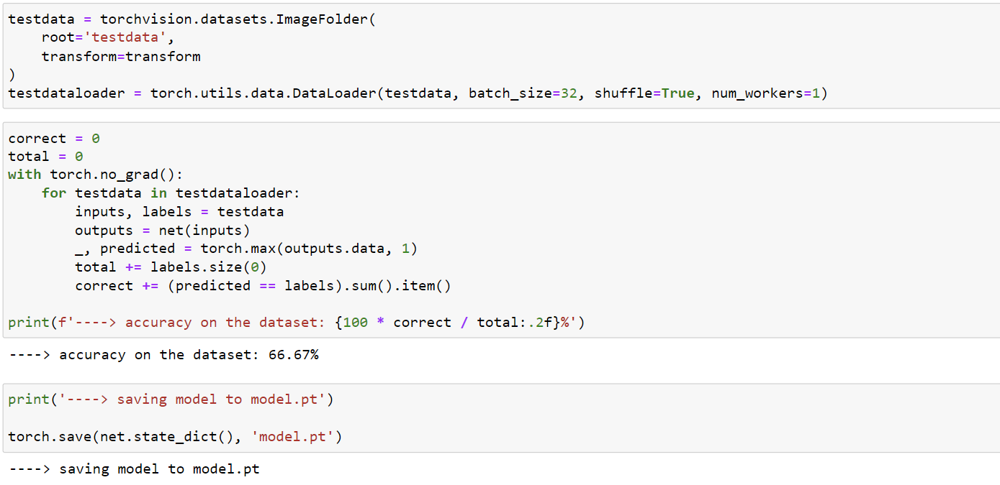 testdata = torchvision.datasets.ImageFolder(
    root='testdata',
    transform=transform
)
testdataloader = torch.utils.data.DataLoader(testdata, batch_size=32, shuffle=True, num_workers=1)
correct = 0
total = 0
with torch.no_grad():
    for testdata in testdataloader:
        inputs, labels = testdata
        outputs = net(inputs)
        _, predicted = torch.max(outputs.data, 1)
        total += labels.size(0)
        correct += (predicted == labels).sum().item()
print(f'----> accuracy on the dataset: {100 * correct / total:.2f}%')
----> accuracy on the dataset: 66.67%
print('----> saving model to model.pt')
torch.save(net.state_dict(), 'model.pt')
----> saving model to model.pt